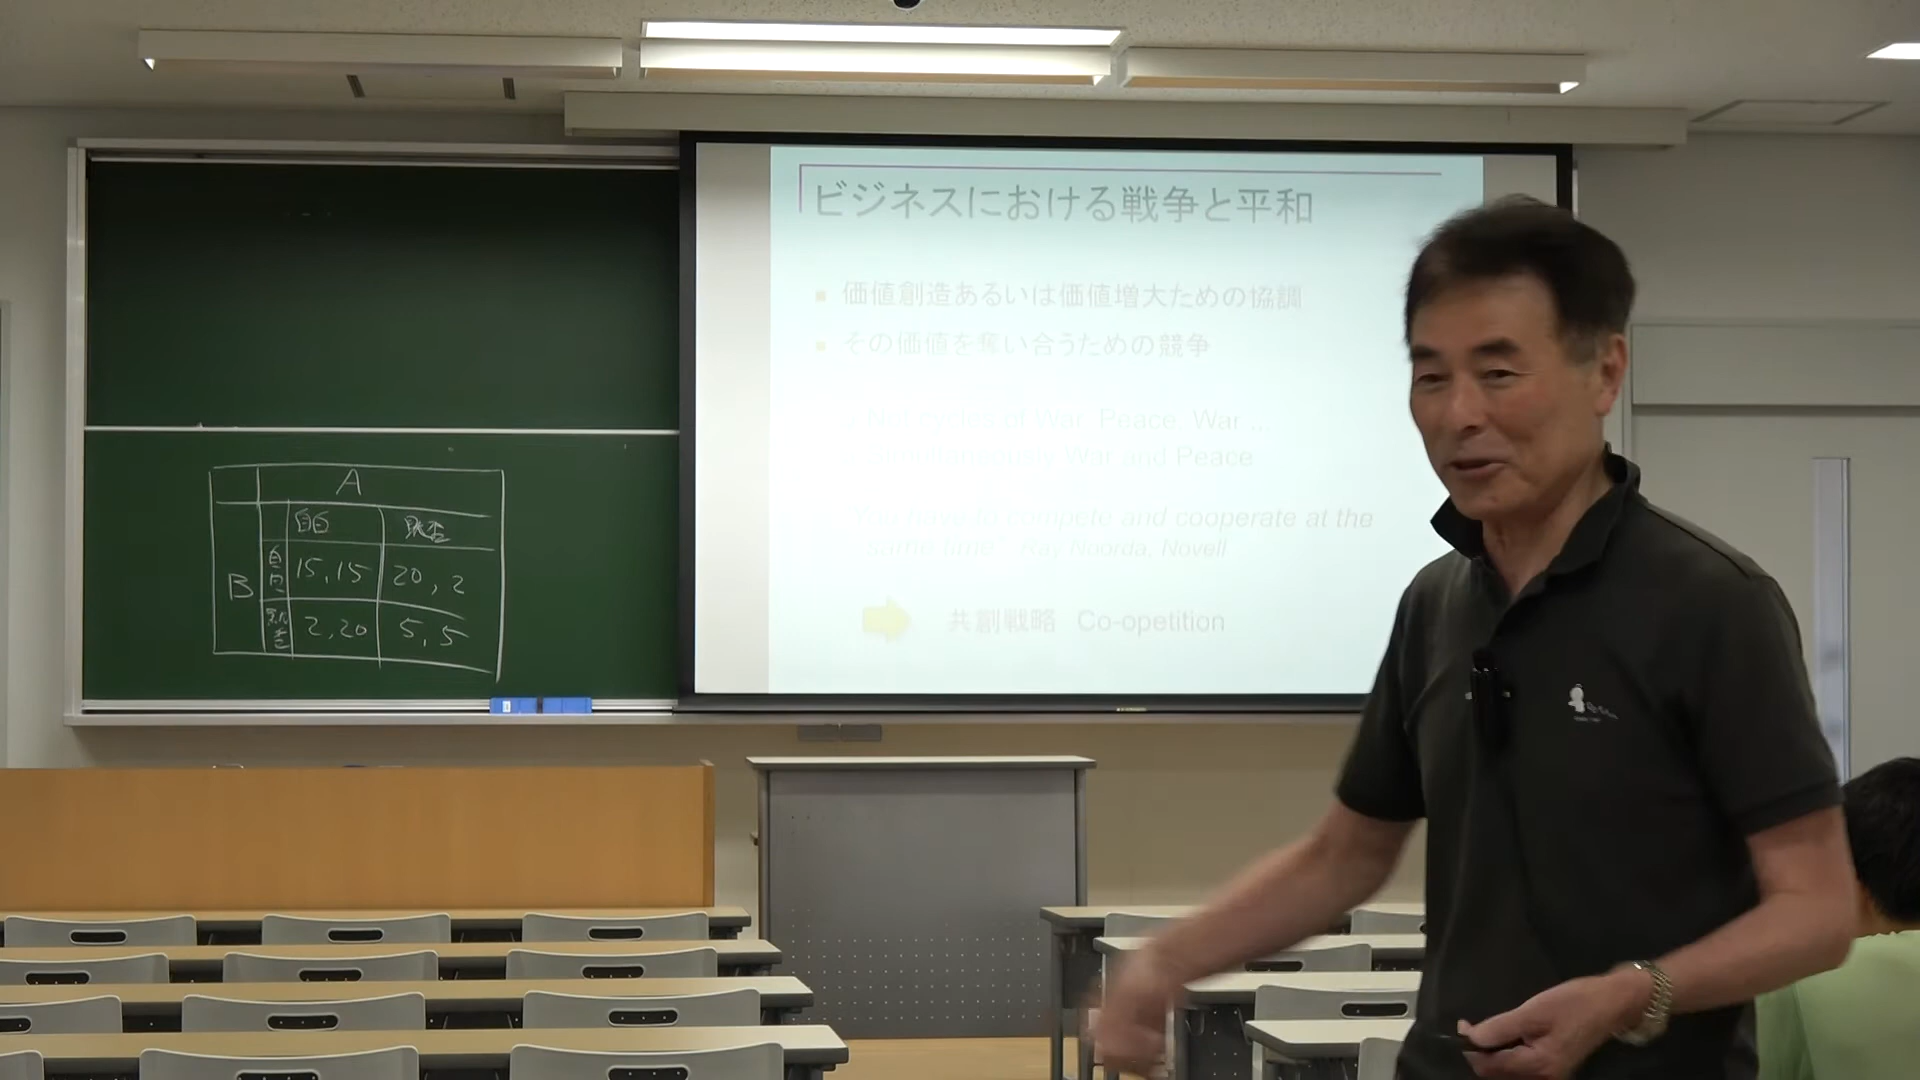 A
自白 黙否
B
自白 15,15 20,2
黙否 2,20 5,5
ビジネスにおける戦争と平和
価値創造あるいは価値増大ための協調
その価値を奪い合うための競争
Not cycles of War, Peace, War ...
Simultaneously War and Peace
"You have to compete and cooperate at the
same time" Ray Noorda, Novell
共創戦略 Co-opetition